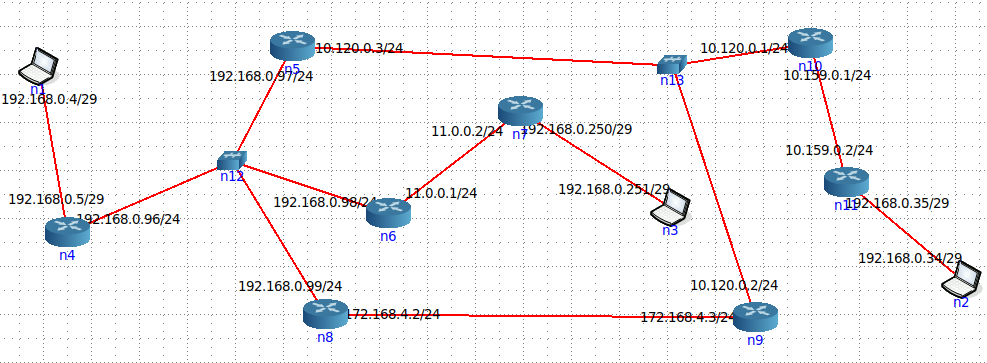 10.120.0.3/24
n5
192.168.0.97/24
10.120.0.1/24
n10
n13
10.159.0.1/24
n1
192.168.0.4/29
11.0.0.2/24
n7
192.168.0.250/29
10.159.0.2/24
n12
192.168.0.5/29
192.168.0.96/24
n4
192.168.0.98/24
11.0.0.1/24
n6
192.168.0.251/29
n3
n11
192.168.0.35/29
192.168.0.34/29
n2
192.168.0.99/24
n8
172.168.4.2/24
10.120.0.2/24
172.168.4.3/24
n9